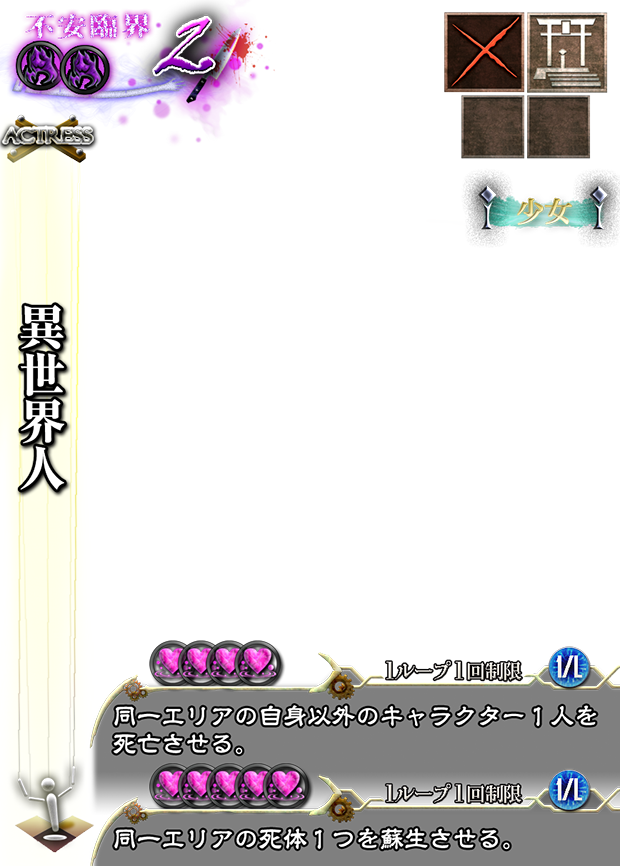 不安臨界
2
ACTRESS
少女
異世界人
1ループ1回制限
1/L
同一エリアの自身以外のキャラクター1人を
死亡させる。
1ループ1回制限
1/L
同一エリアの死体1つを蘇生させる。